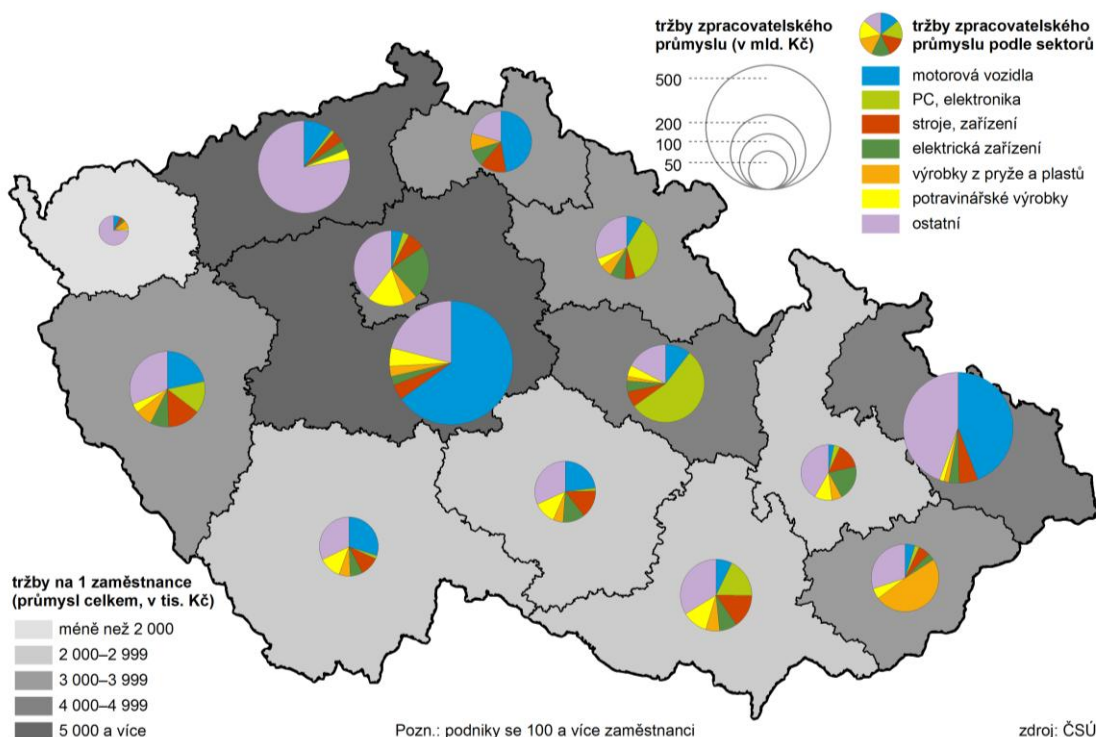 tržby zpracovatelského
průmyslu (v mld. Kč)
500
200
100
50
tržby zpracovatelského
průmyslu podle sektorů
motorová vozidla
PC, elektronika
stroje, zařízení
elektrická zařízení
výrobky z pryže a plastů
potravinářské výrobky
ostatní
tržby na 1 zaměstnance
(průmysl celkem, v tis. Kč)
méně než 2 000
2 000–2 999
3 000–3 999
4 000–4 999
5 000 a více
Pozn.: podniky se 100 a více zaměstnanci
zdroj: ČSÚ